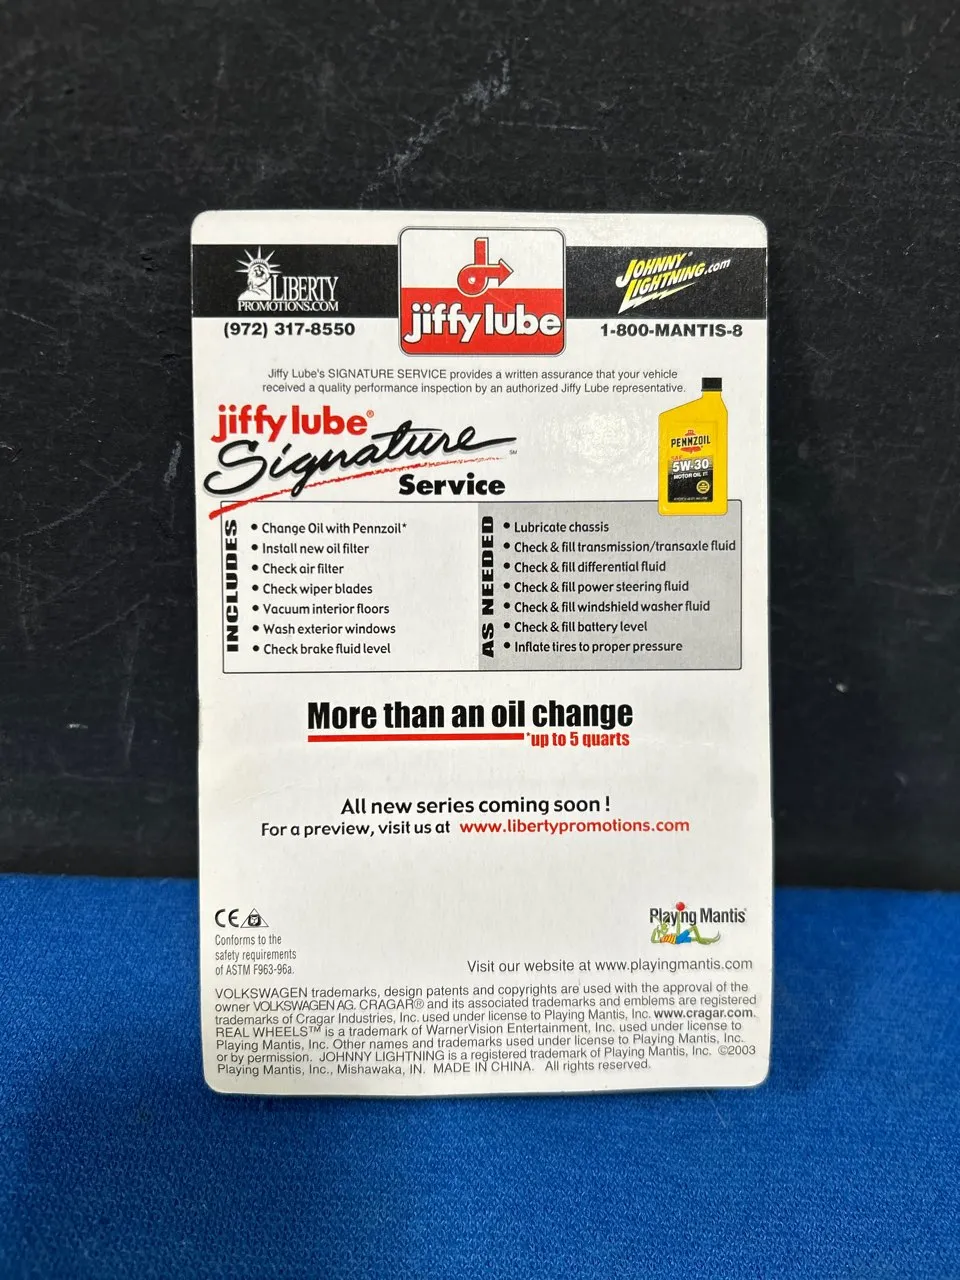 LIBERTY
PROMOTIONS.COM
(972) 317-8550
jiffy lube
JOHNNY®
LIGHTNING.com
1-800-MANTIS-8
Jiffy Lube's SIGNATURE SERVICE provides a written assurance that your vehicle
received a quality performance inspection by an authorized Jiffy Lube representative.
jiffy lube®
Signature SM
Service
PENNZOIL
SAE
5W-30
MOTOR OIL
INCLUDES
• Change Oil with Pennzoil*
• Install new oil filter
• Check air filter
• Check wiper blades
• Vacuum interior floors
• Wash exterior windows
• Check brake fluid level
AS NEEDED
• Lubricate chassis
• Check & fill transmission/transaxle fluid
• Check & fill differential fluid
• Check & fill power steering fluid
• Check & fill windshield washer fluid
• Check & fill battery level
• Inflate tires to proper pressure
More than an oil change
*up to 5 quarts
All new series coming soon !
For a preview, visit us at www.libertypromotions.com
CE
Conforms to the
safety requirements
of ASTM F963-96a.
Playing Mantis®
Visit our website at www.playingmantis.com
VOLKSWAGEN trademarks, design patents and copyrights are used with the approval of the
owner VOLKSWAGEN AG. CRAGAR® and its associated trademarks and emblems are registered
trademarks of Cragar Industries, Inc. used under license to Playing Mantis, Inc. www.cragar.com.
REAL WHEELS™ is a trademark of WarnerVision Entertainment, Inc. used under license to
Playing Mantis, Inc. Other names and trademarks used under license to Playing Mantis, Inc.
or by permission. JOHNNY LIGHTNING is a registered trademark of Playing Mantis, Inc. ©2003
Playing Mantis, Inc., Mishawaka, IN. MADE IN CHINA. All rights reserved.